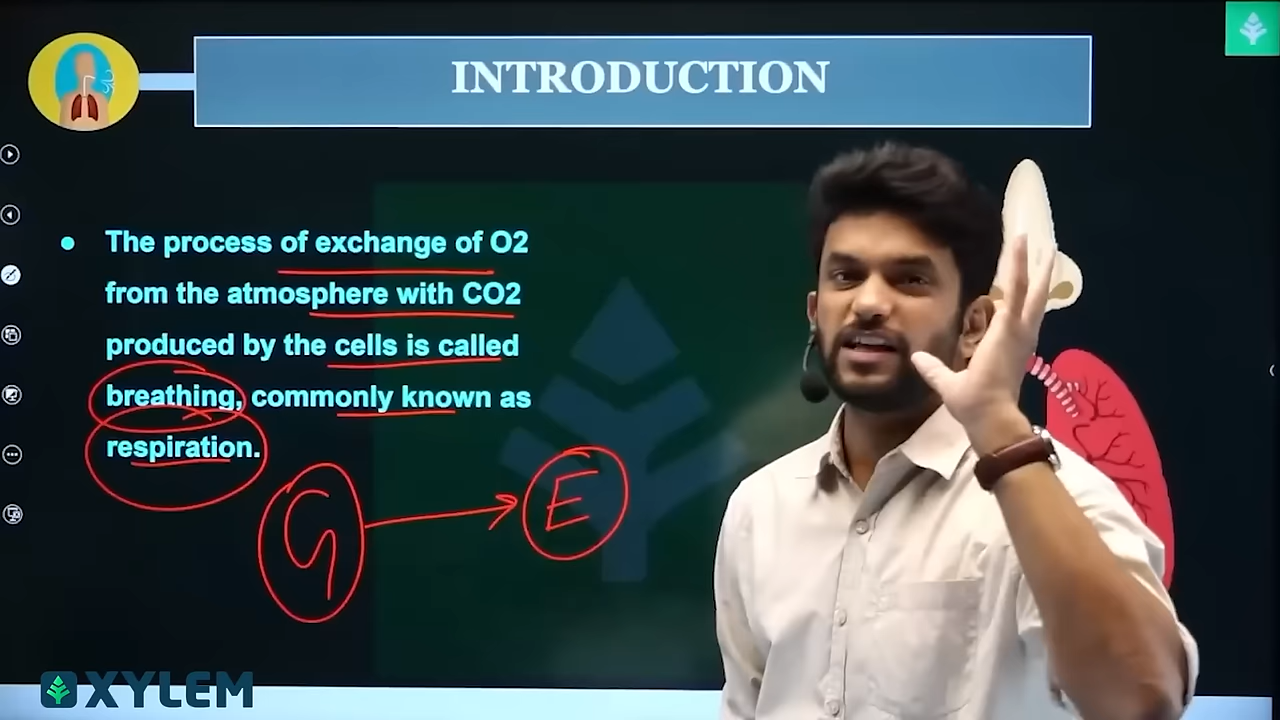 INTRODUCTION
The process of exchange of O2
from the atmosphere with CO2
produced by the cells is called
breathing, commonly known as
respiration.
G
E
XYLEM